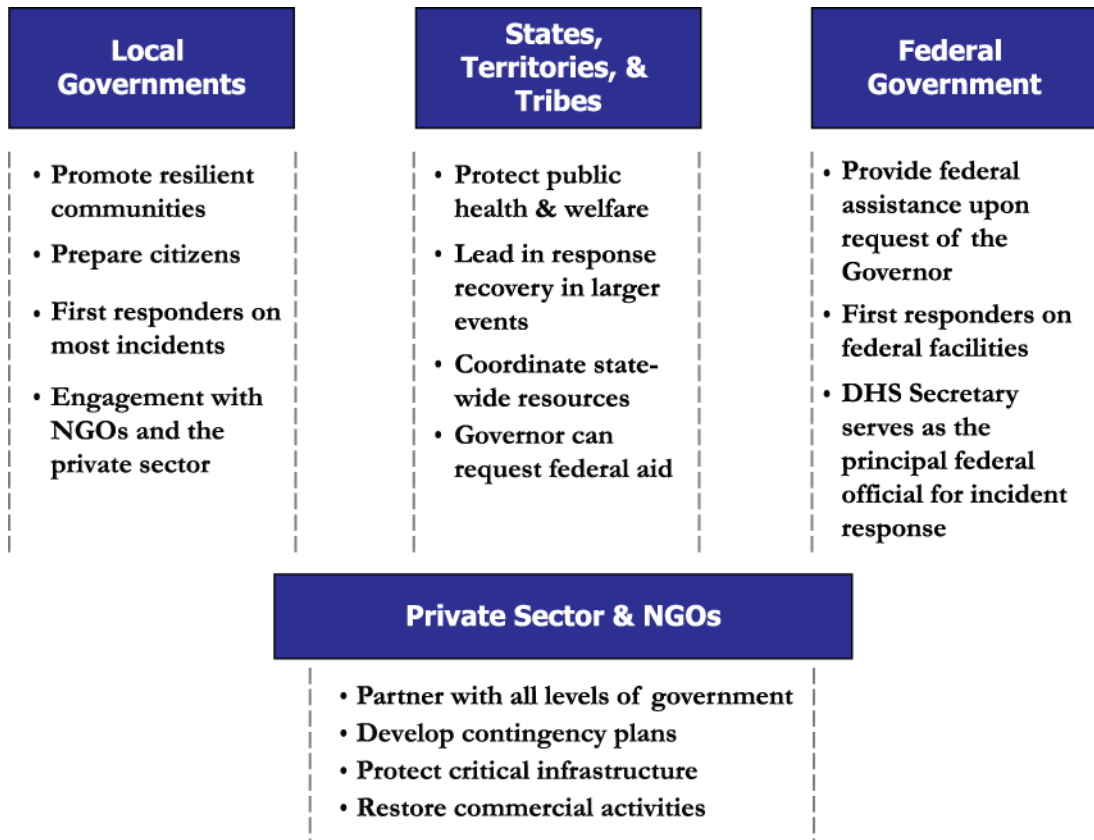 Local
Governments
• Promote resilient
communities
• Prepare citizens
• First responders on
most incidents
• Engagement with
NGOs and the
private sector
States,
Territories, &
Tribes
• Protect public
health & welfare
• Lead in response
recovery in larger
events
• Coordinate state-
wide resources
• Governor can
request federal aid
Federal
Government
• Provide federal
assistance upon
request of the
Governor
• First responders on
federal facilities
• DHS Secretary
serves as the
principal federal
official for incident
response
Private Sector & NGOs
• Partner with all levels of government
• Develop contingency plans
• Protect critical infrastructure
• Restore commercial activities